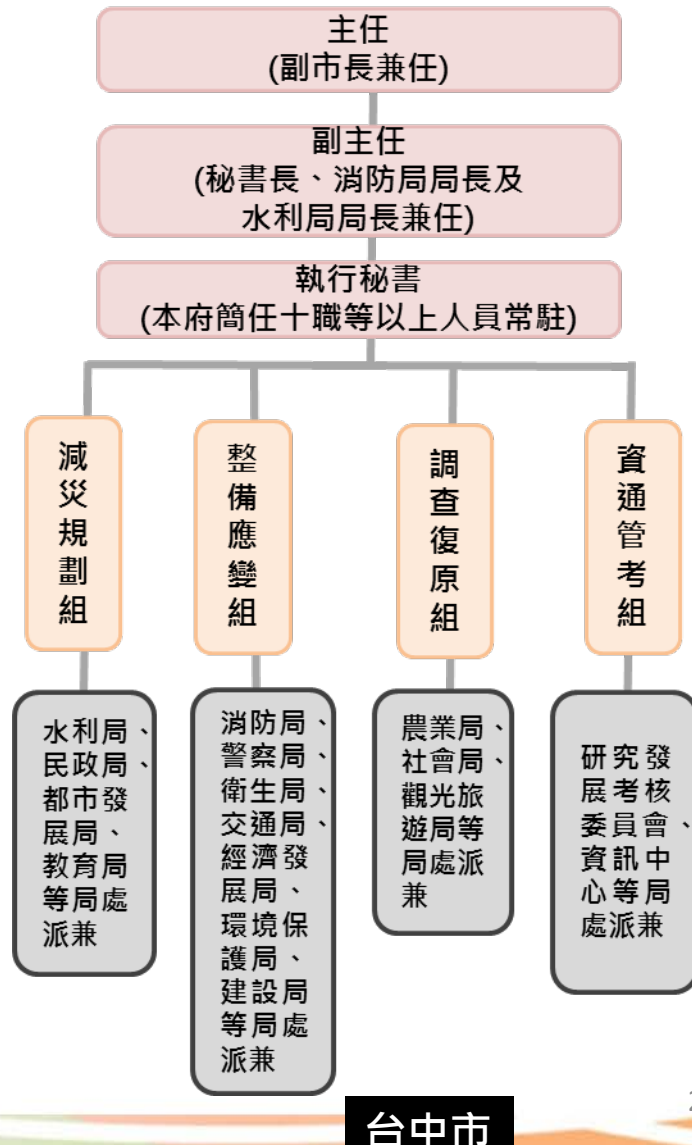 主任
(副市長兼任)
副主任
(秘書長、消防局局長及
水利局局長兼任)
執行秘書
(本府簡任十職等以上人員常駐)
減災規劃組
整備應變組
調查復原組
資通管考組
水利局、
民政局、
都市發
展局、
教育局
等局處
派兼
消防局、
警察局、
衛生局、
交通局、
經濟發
展局、
環境保
護局、
建設局
等局處
派兼
農業局、
社會局、
觀光旅
遊局等
局處派
兼
研究發
展考核
委員會、
資訊中
心等局
處派兼
台中市